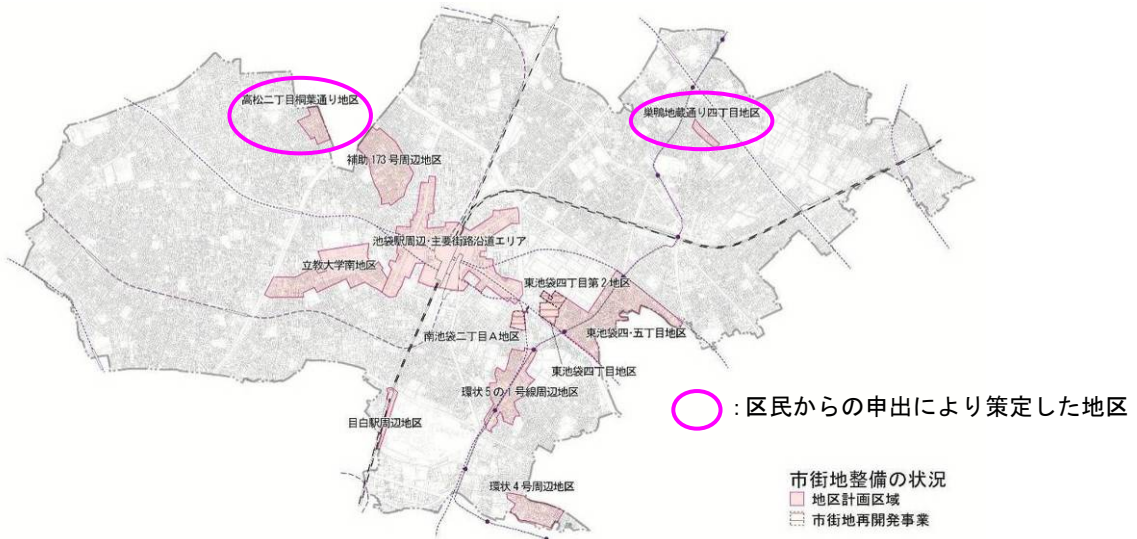 高松二丁目桐葉通り地区
巣鴨地蔵通り四丁目地区
補助173号周辺地区
池袋駅周辺・主要街路沿道エリア
立教大学南地区
東池袋四丁目第2地区
南池袋二丁目A地区
東池袋四・五丁目地区
東池袋四丁目地区
環状5の1号線周辺地区
目白駅周辺地区
環状4号周辺地区
：区民からの申出により策定した地区
市街地整備の状況
地区計画区域
市街地再開発事業